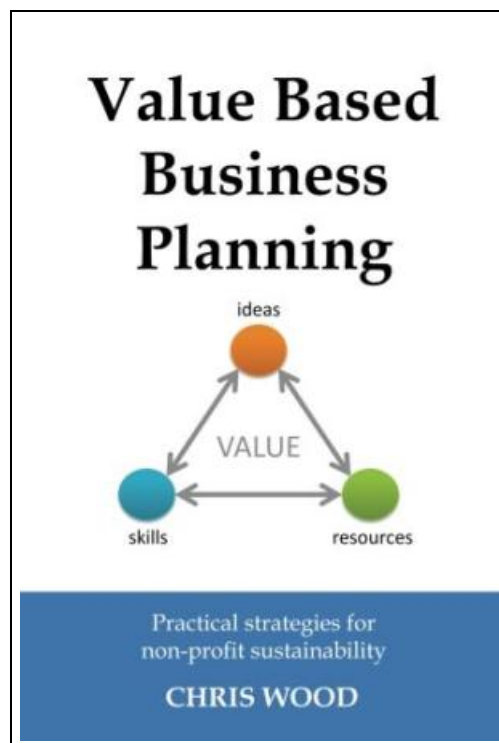 Value Based
Business
Planning
ideas
VALUE
skills
resources
Practical strategies for
non-profit sustainability
CHRIS WOOD